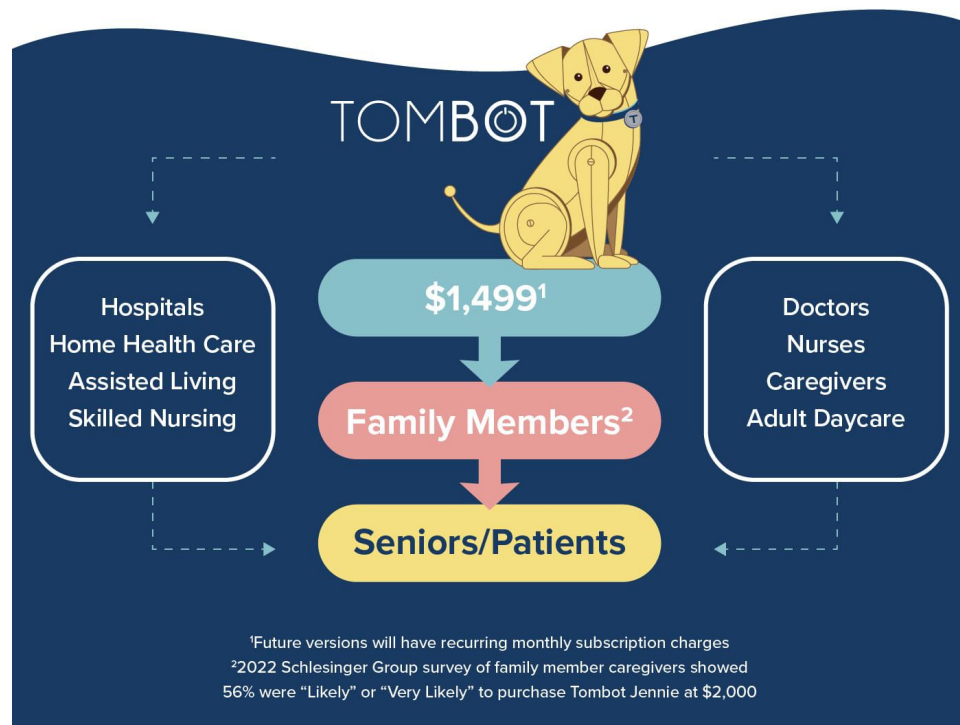 TOMBOT
T
$1,499¹
Family Members²
Seniors/Patients
Hospitals
Home Health Care
Assisted Living
Skilled Nursing
Doctors
Nurses
Caregivers
Adult Daycare
¹Future versions will have recurring monthly subscription charges
²2022 Schlesinger Group survey of family member caregivers showed
56% were “Likely” or “Very Likely” to purchase Tombot Jennie at $2,000